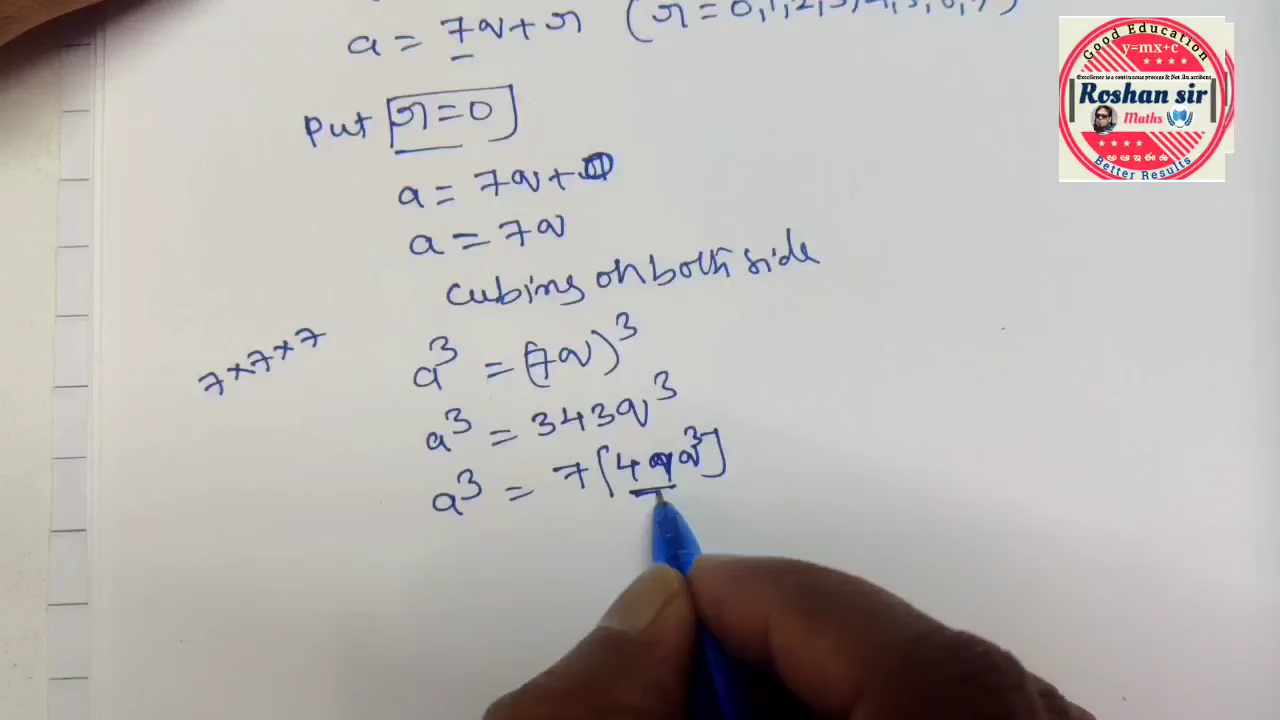 a = 7q + r (r = 0,1,2,3,4,5,6,7)
Put r = 0
a = 7q + 0
a = 7q
cubing on both side
7×7×7
a³ = (7q)³
a³ = 343q³
a³ = 7[49q³]
Good Education
y=mx+c
Excellence is a continuous process & Not An accident
Roshan sir
Maths
అ ఆ ఇ ఈ ఉ
Better Results